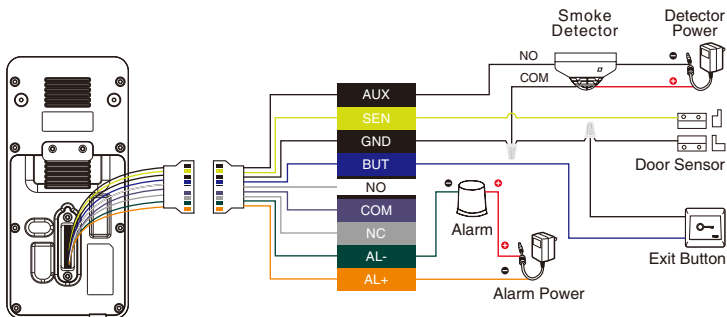 Smoke
Detector
Detector
Power
NO
COM
AUX
SEN
GND
BUT
NO
COM
NC
AL-
AL+
Door Sensor
Alarm
Exit Button
Alarm Power